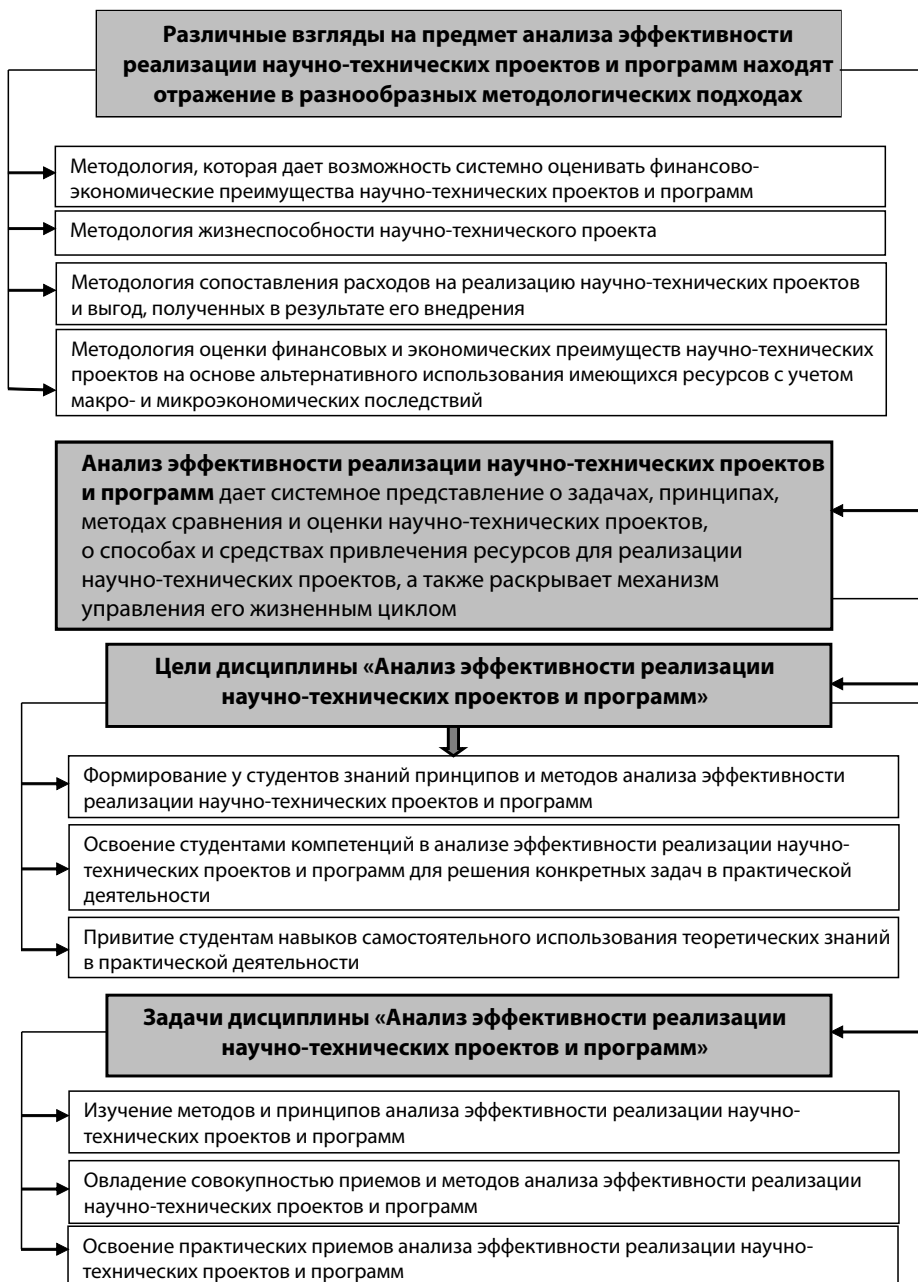 Различные взгляды на предмет анализа эффективности
реализации научно-технических проектов и программ находят
отражение в разнообразных методологических подходах
Методология, которая дает возможность системно оценивать финансово-
экономические преимущества научно-технических проектов и программ
Методология жизнеспособности научно-технического проекта
Методология сопоставления расходов на реализацию научно-технических проектов
и выгод, полученных в результате его внедрения
Методология оценки финансовых и экономических преимуществ научно-технических
проектов на основе альтернативного использования имеющихся ресурсов с учетом
макро- и микроэкономических последствий
Анализ эффективности реализации научно-технических проектов
и программ дает системное представление о задачах, принципах,
методах сравнения и оценки научно-технических проектов,
о способах и средствах привлечения ресурсов для реализации
научно-технических проектов, а также раскрывает механизм
управления его жизненным циклом
Цели дисциплины «Анализ эффективности реализации
научно-технических проектов и программ»
Формирование у студентов знаний принципов и методов анализа эффективности
реализации научно-технических проектов и программ
Освоение студентами компетенций в анализе эффективности реализации научно-
технических проектов и программ для решения конкретных задач в практической
деятельности
Привитие студентам навыков самостоятельного использования теоретических знаний
в практической деятельности
Задачи дисциплины «Анализ эффективности реализации
научно-технических проектов и программ»
Изучение методов и принципов анализа эффективности реализации научно-
технических проектов и программ
Овладение совокупностью приемов и методов анализа эффективности реализации
научно-технических проектов и программ
Освоение практических приемов анализа эффективности реализации научно-
технических проектов и программ